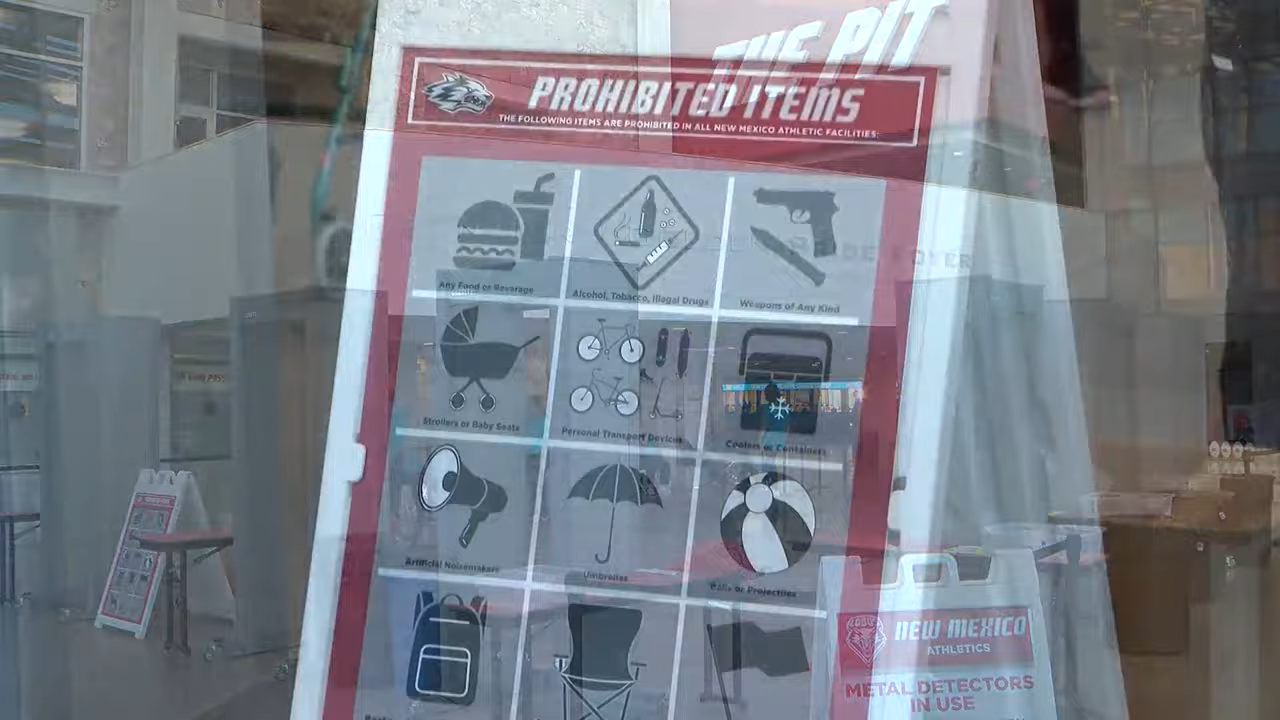 THE PIT
PROHIBITED ITEMS
THE FOLLOWING ITEMS ARE PROHIBITED IN ALL NEW MEXICO ATHLETIC FACILITIES:
Any Food or Beverage
Alcohol, Tobacco, Illegal Drugs
Weapons of Any Kind
Strollers or Baby Seats
Personal Transport Devices
Coolers or Containers
Artificial Noisemakers
Umbrellas
Balls or Projectiles
LOBOS
NEW MEXICO
ATHLETICS
METAL DETECTORS
IN USE